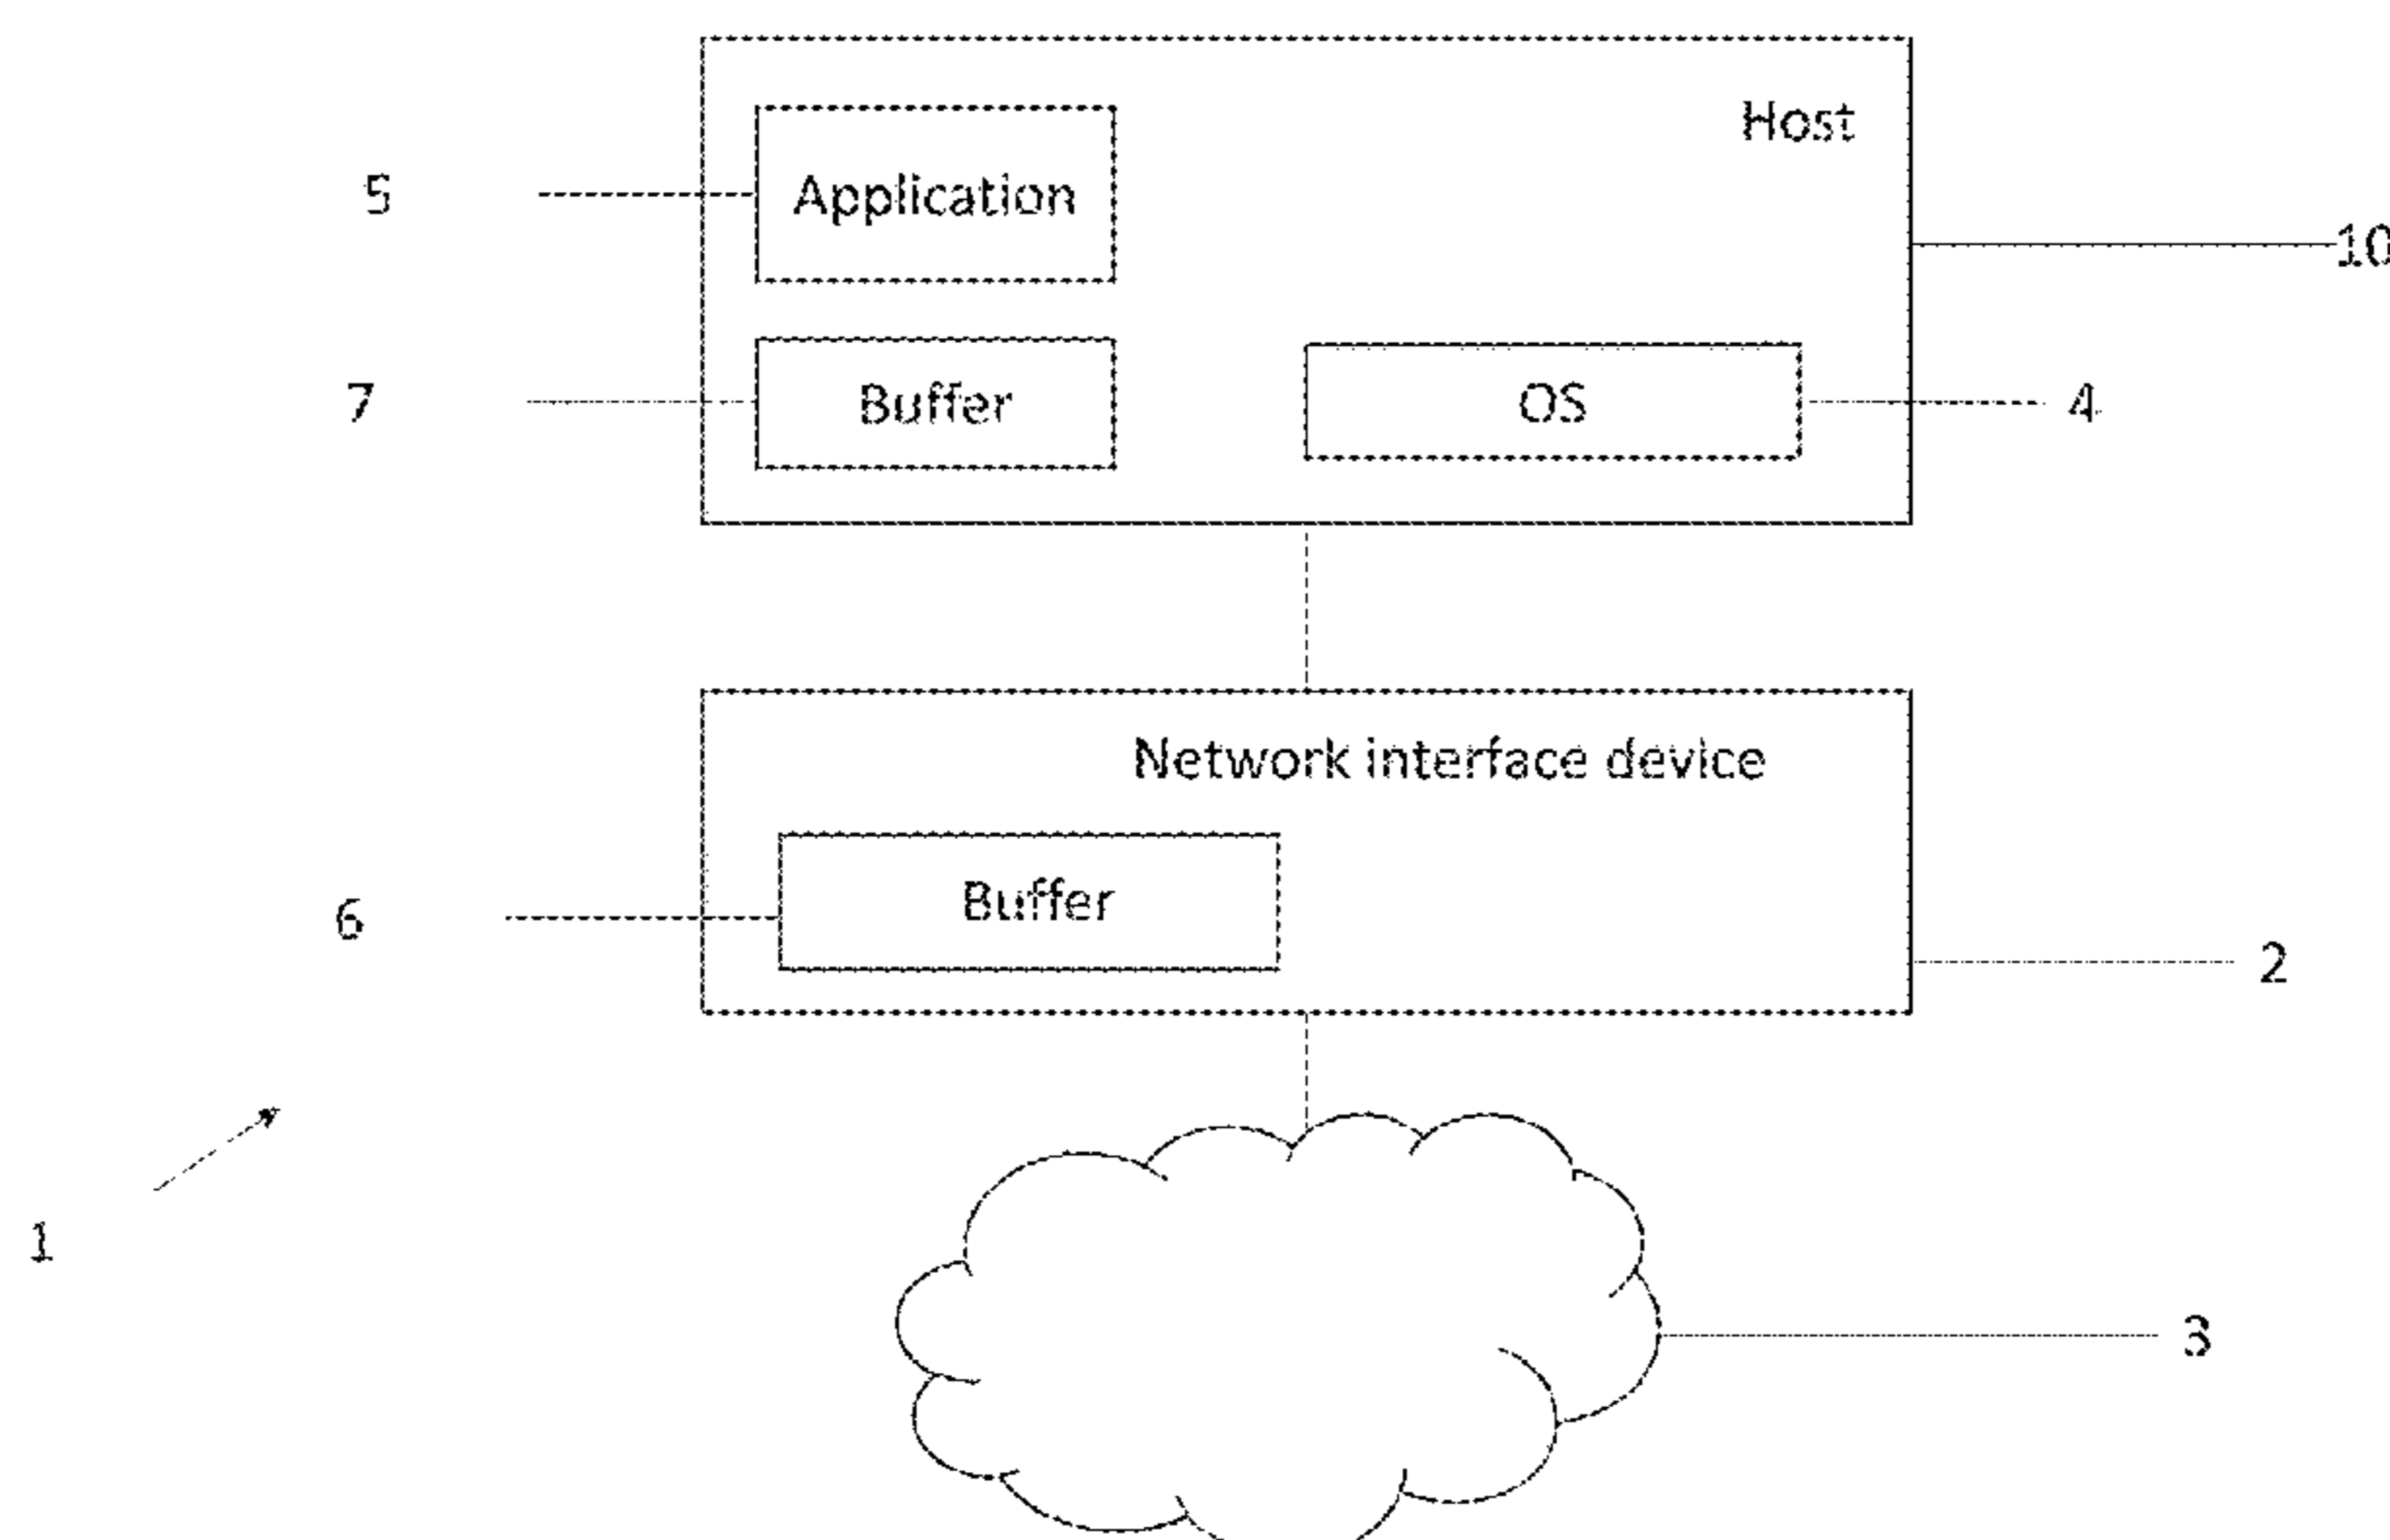 Host
5
Application
10
7
Buffer
OS
4
Network interface device
6
Buffer
2
1
3